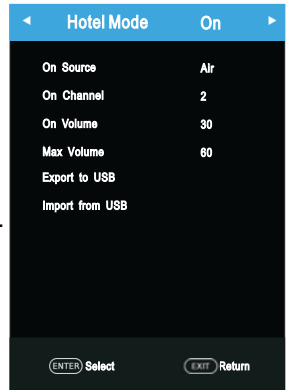 Hotel Mode On
On Source Air
On Channel 2
On Volume 30
Max Volume 60
Export to USB
Import from USB
ENTER Select EXIT Return